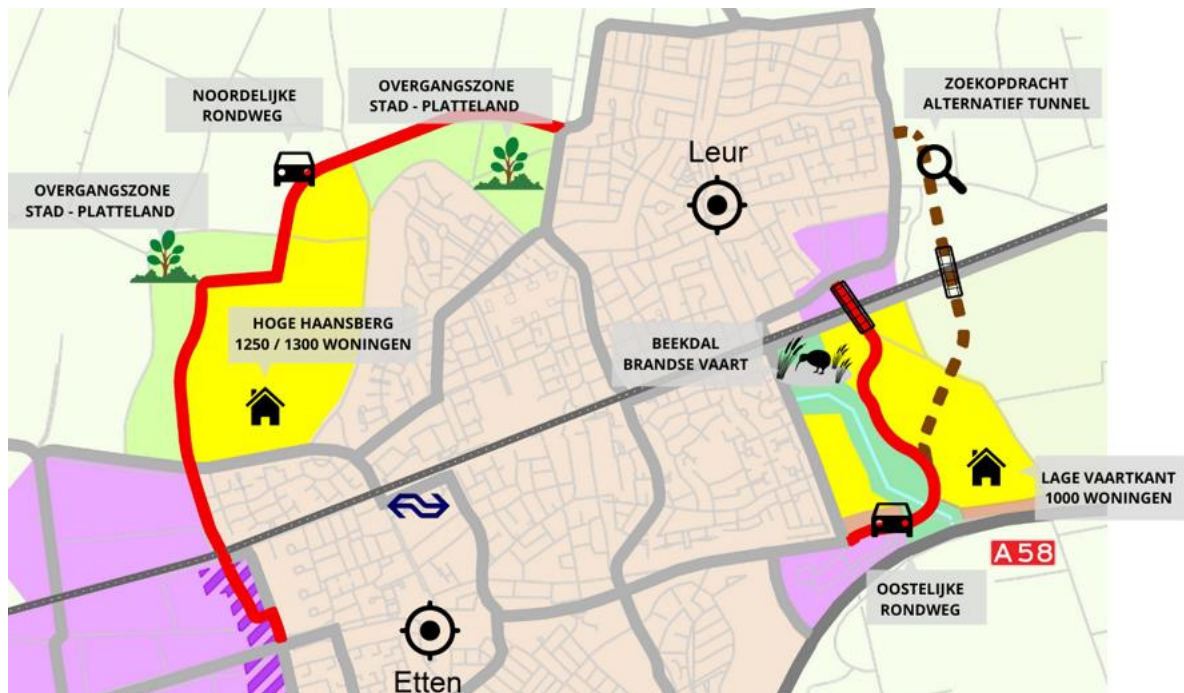 NOORDELIJKE
RONDWEG
OVERGANGSZONE
STAD - PLATTELAND
ZOEKOPDRACHT
ALTERNATIEF TUNNEL
Leur
OVERGANGSZONE
STAD - PLATTELAND
HOGE HAANSBERG
1250 / 1300 WONINGEN
BEEKDAL
BRANDSE VAART
LAGE VAARTKANT
1000 WONINGEN
A58
OOSTELIJKE
RONDWEG
Etten